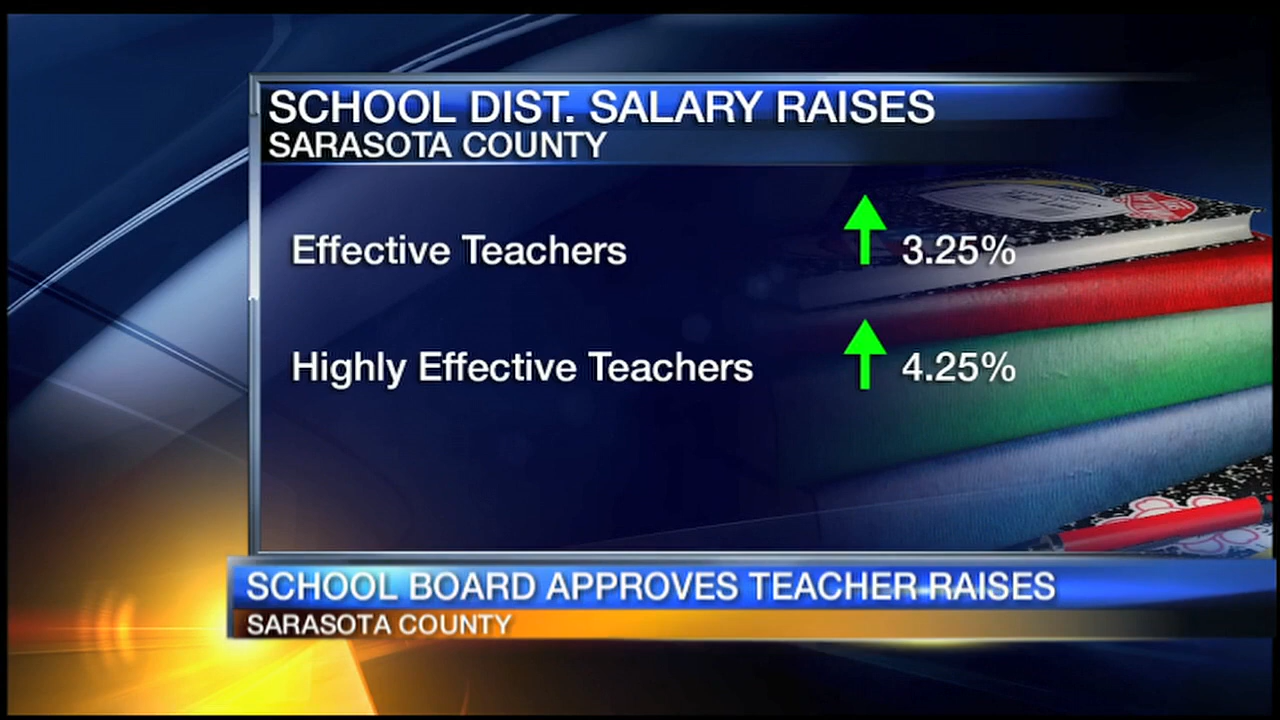 SCHOOL DIST. SALARY RAISES
SARASOTA COUNTY
Effective Teachers 3.25%
Highly Effective Teachers 4.25%
SCHOOL BOARD APPROVES TEACHER RAISES
SARASOTA COUNTY